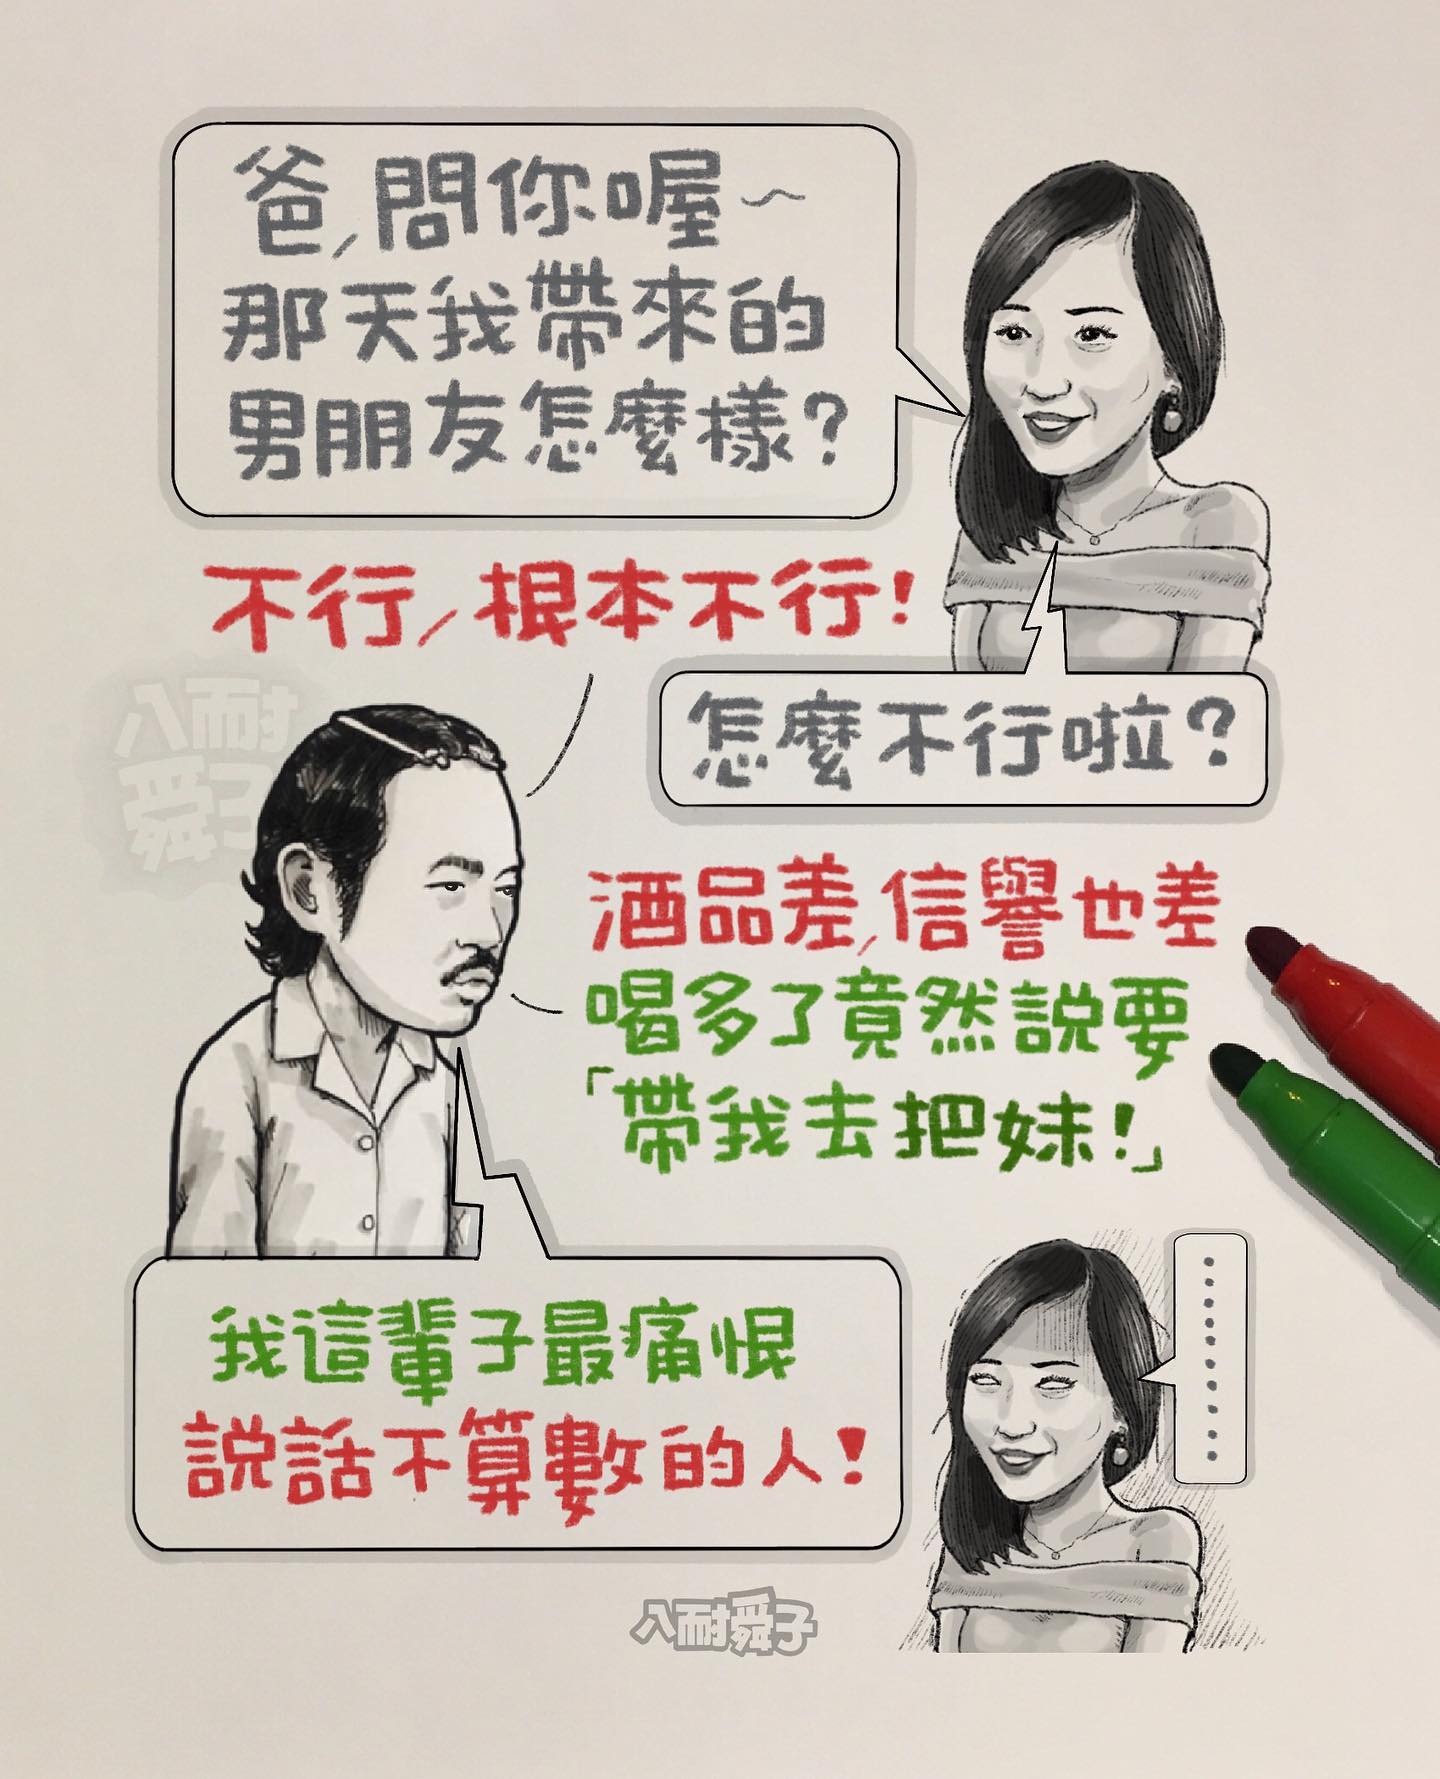 爸,問你喔~
那天我帶來的
男朋友怎麼樣?
不行,根本不行!
怎麼不行啦?
八耐
舜子
酒品差,信譽也差
喝多了竟然說要
「帶我去把妹!」
我這輩子最痛恨
說話不算數的人!
············
八耐舜子